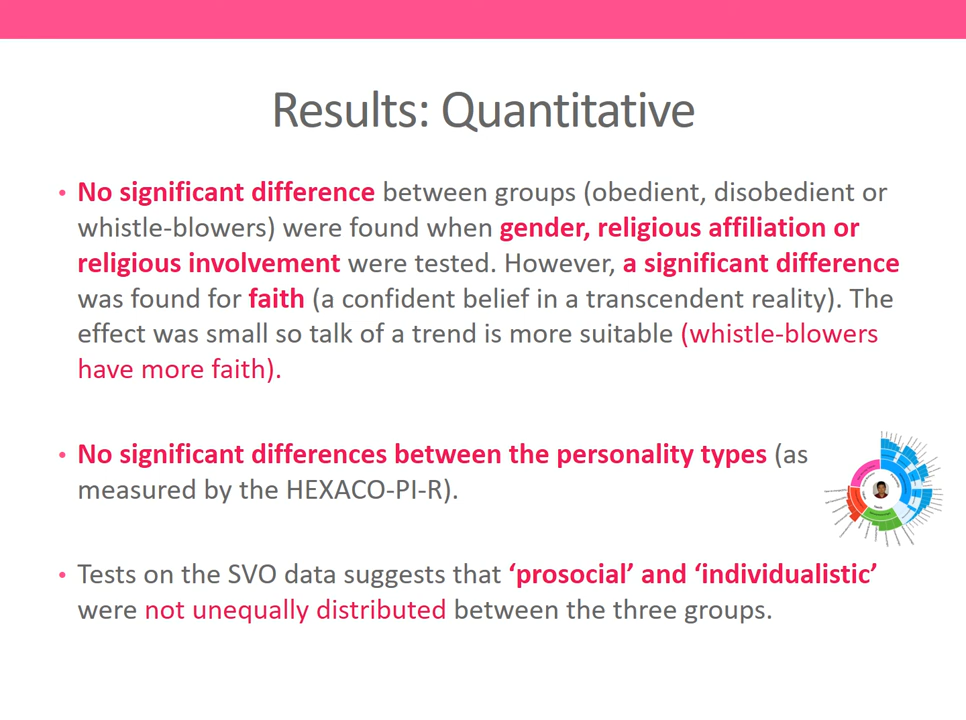 Results: Quantitative
• No significant difference between groups (obedient, disobedient or
whistle-blowers) were found when gender, religious affiliation or
religious involvement were tested. However, a significant difference
was found for faith (a confident belief in a transcendent reality). The
effect was small so talk of a trend is more suitable (whistle-blowers
have more faith).
• No significant differences between the personality types (as
measured by the HEXACO-PI-R).
• Tests on the SVO data suggests that ‘prosocial’ and ‘individualistic’
were not unequally distributed between the three groups.